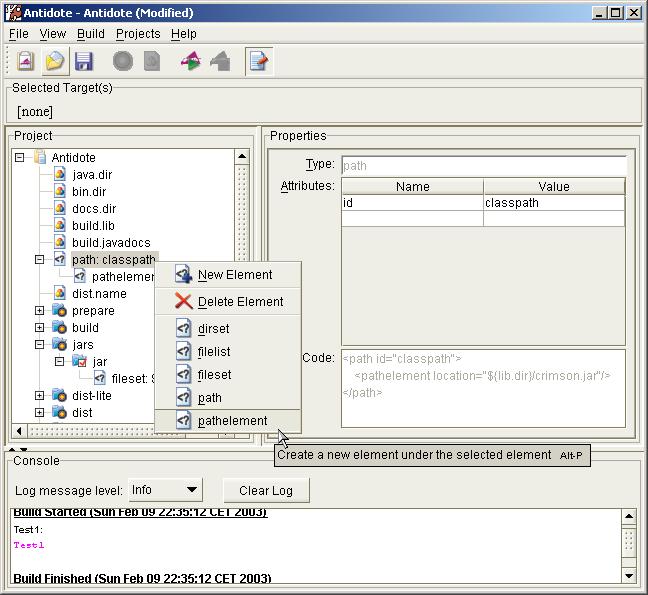 Antidote - Antidote (Modified)
File View Build Projects Help
Selected Target(s)
[none]
Project
Antidote
java.dir
bin.dir
docs.dir
build.lib
build.javadocs
path: classpath
dist.name
prepare
build
jars
jar
fileset:
dist-lite
dist
New Element
Delete Element
dirset
filelist
fileset
path
pathelement
Create a new element under the selected element Alt-P
Properties
Type: path
Attributes:
Name Value
id classpath
Code:
<path id="classpath">
<pathelement location="${lib.dir}/crimson.jar"/>
</path>
Console
Log message level: Info Clear Log
Build Started (Sun Feb 09 22:35:12 CET 2003)
Test1:
Test1
Build Finished (Sun Feb 09 22:35:12 CET 2003)